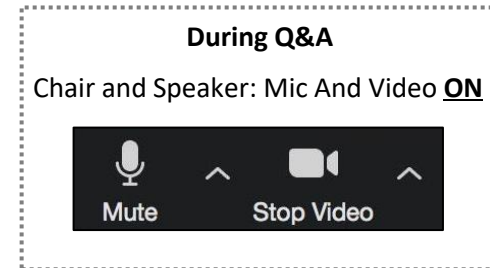 During Q&A
Chair and Speaker: Mic And Video ON
Mute Stop Video